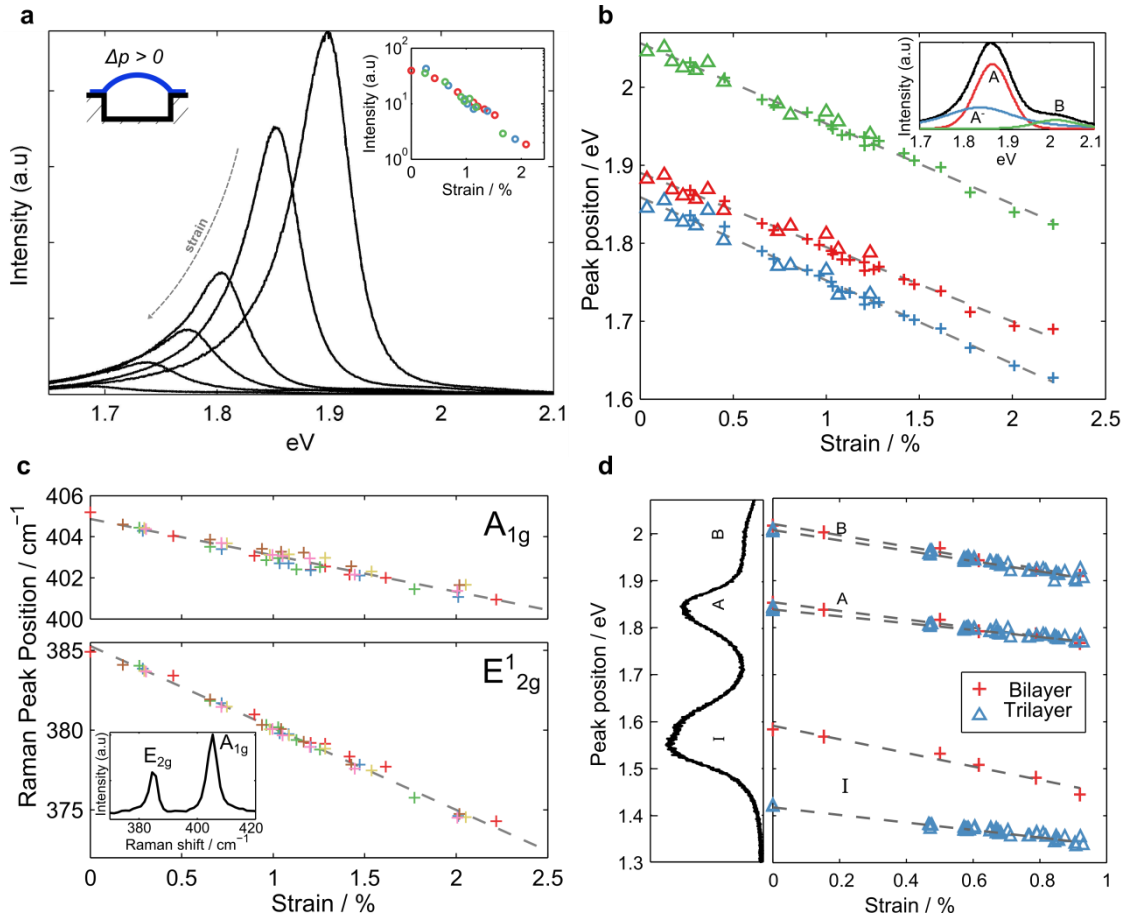 a
Δp > 0
strain
Intensity (a.u)
1.7
1.8
1.9
2
2.1
eV
10²
10¹
10⁰
Intensity (a.u)
0
1
2
Strain / %
b
2.1
2
1.9
1.8
1.7
1.6
Peak positon / eV
0
0.5
1
1.5
2
2.5
Strain / %
A
A⁻
B
1.7
1.8
1.9
2
2.1
eV
c
406
404
402
400
A₁g
385
380
375
E¹₂g
Raman Peak Position / cm⁻¹
0
0.5
1
1.5
2
2.5
Strain / %
E₂g
A₁g
Intensity (a.u)
380
400
420
Raman shift / cm⁻¹
d
B
A
I
2
1.9
1.8
1.7
1.6
1.5
1.4
1.3
Peak positon / eV
B
A
I
Bilayer
Trilayer
0
0.2
0.4
0.6
0.8
1
Strain / %